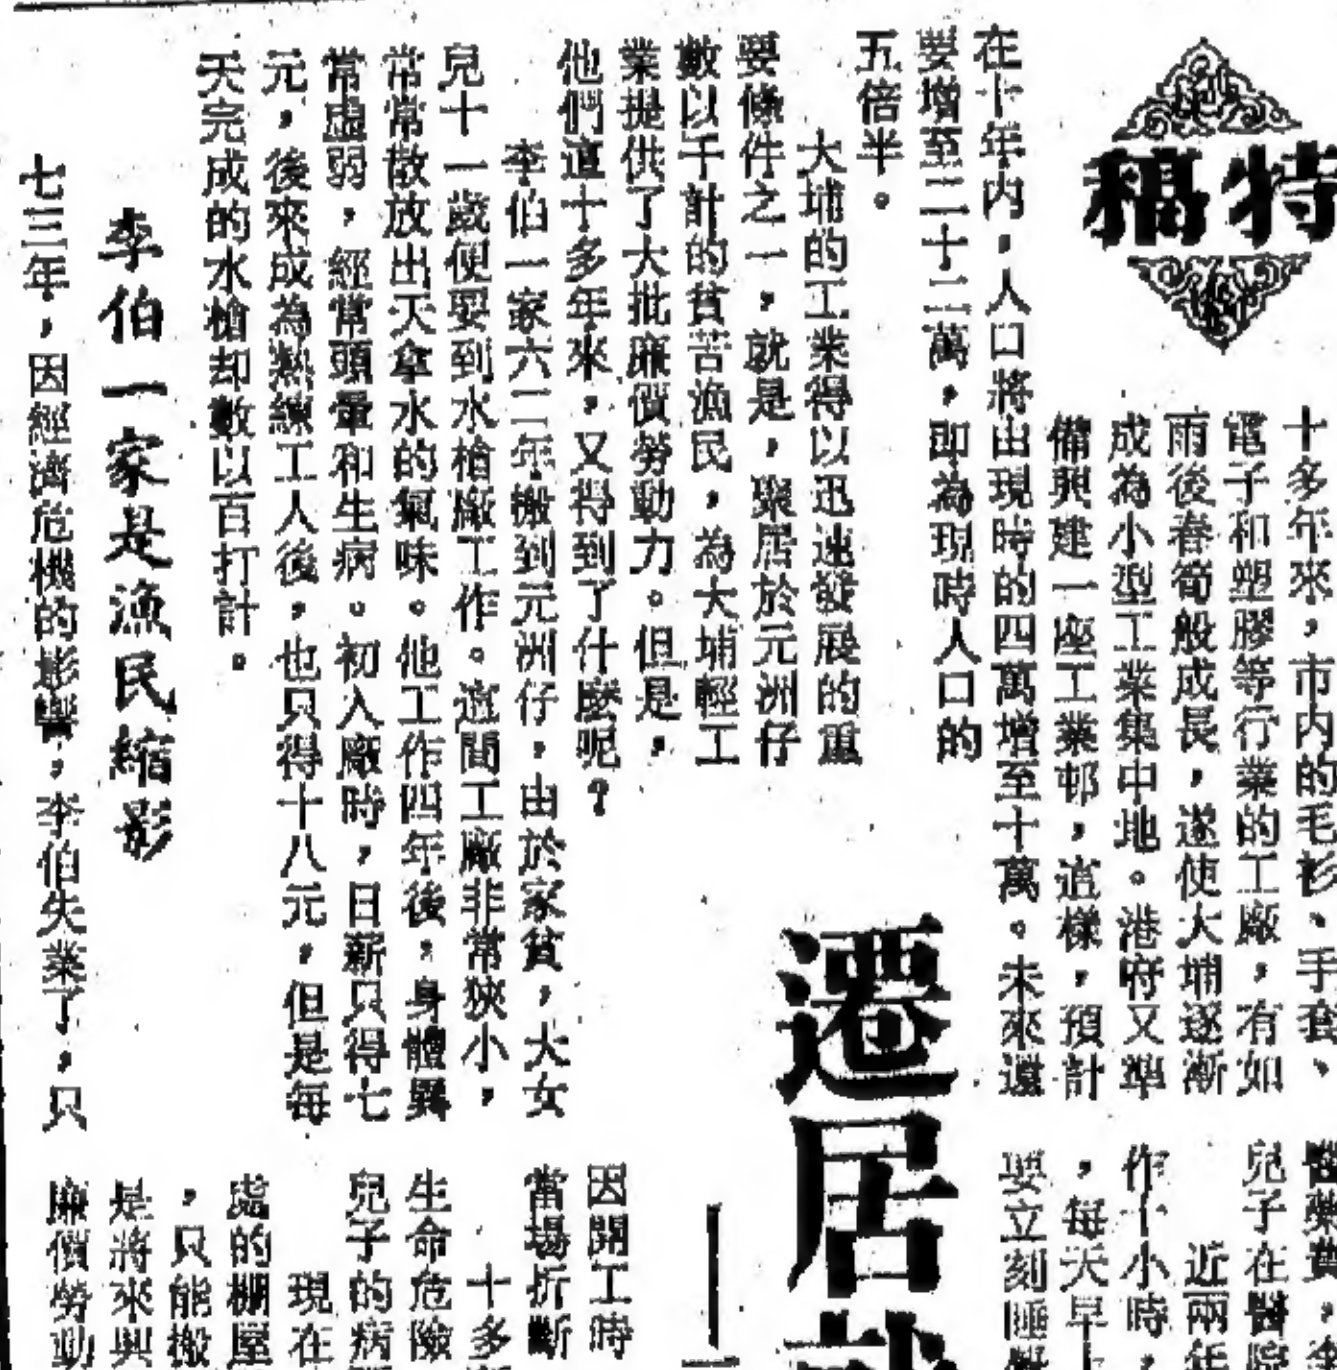 特稿
十多年來，市内的毛衫、手套、
電子和塑膠等行業的工廠，有如
雨後春筍般成長，遂使大埔逐漸
成為小型工業集中地。港府又準
備興建一座工業邨，這樣，預計
在十年内，人口將由現時的四萬增至十萬。未來還
要增至二十二萬，即為現時人口的
五倍半。
大埔的工業得以迅速發展的重
要條件之一，就是，聚居於元洲仔
數以千計的貧苦漁民，為大埔輕工
業提供了大批廉價勞動力。但是，
他們這十多年來，又得到了什麼呢？
李伯一家六二年搬到元洲仔，由於家貧，大女
兒十一歲便要到水槍廠工作。這間工廠非常狹小，
常常散放出天拿水的氣味。他工作四年後，身體異
常虛弱，經常頭暈和生病。初入廠時，日薪只得七
元，後來成為熟練工人後，也只得十八元，但是每
天完成的水槍却數以百打計。
李伯一家是漁民縮影
七三年，因經濟危機的影響，李伯失業了，只
遷居
醫藥費，
兒子在醫院
近兩年
作十小時，
，每天早上
要立刻睡
因開工時
當場折斷
十多
生命危險
兒子的病
現在
處的棚屋
，只能搬
是將來興
廉價勞動